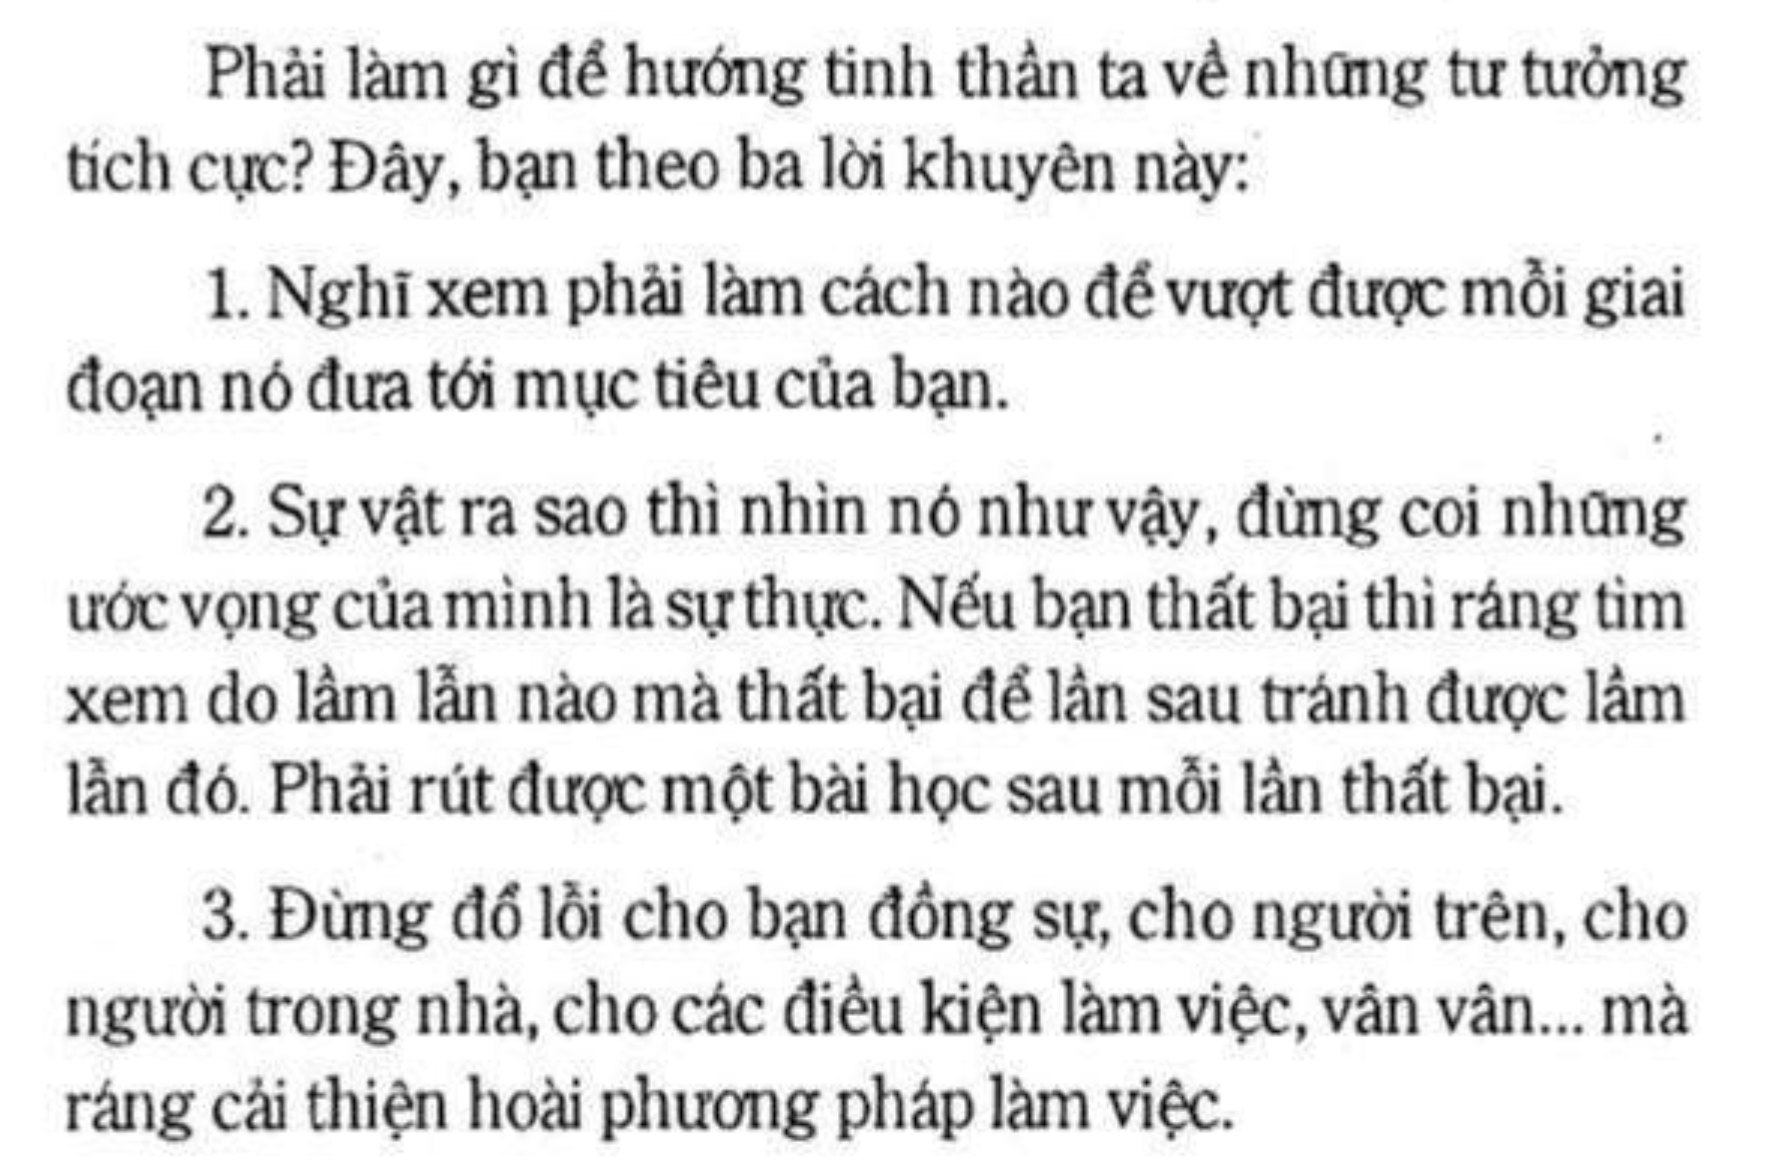 Phải làm gì để hướng tinh thần ta về những tư tưởng
tích cực? Đây, bạn theo ba lời khuyên này:
1. Nghĩ xem phải làm cách nào để vượt được mỗi giai
đoạn nó đưa tới mục tiêu của bạn.
2. Sự vật ra sao thì nhìn nó như vậy, đừng coi những
ước vọng của mình là sự thực. Nếu bạn thất bại thì ráng tìm
xem do lầm lẫn nào mà thất bại để lần sau tránh được lầm
lẫn đó. Phải rút được một bài học sau mỗi lần thất bại.
3. Đừng đổ lỗi cho bạn đồng sự, cho người trên, cho
người trong nhà, cho các điều kiện làm việc, vân vân... mà
ráng cải thiện hoài phương pháp làm việc.